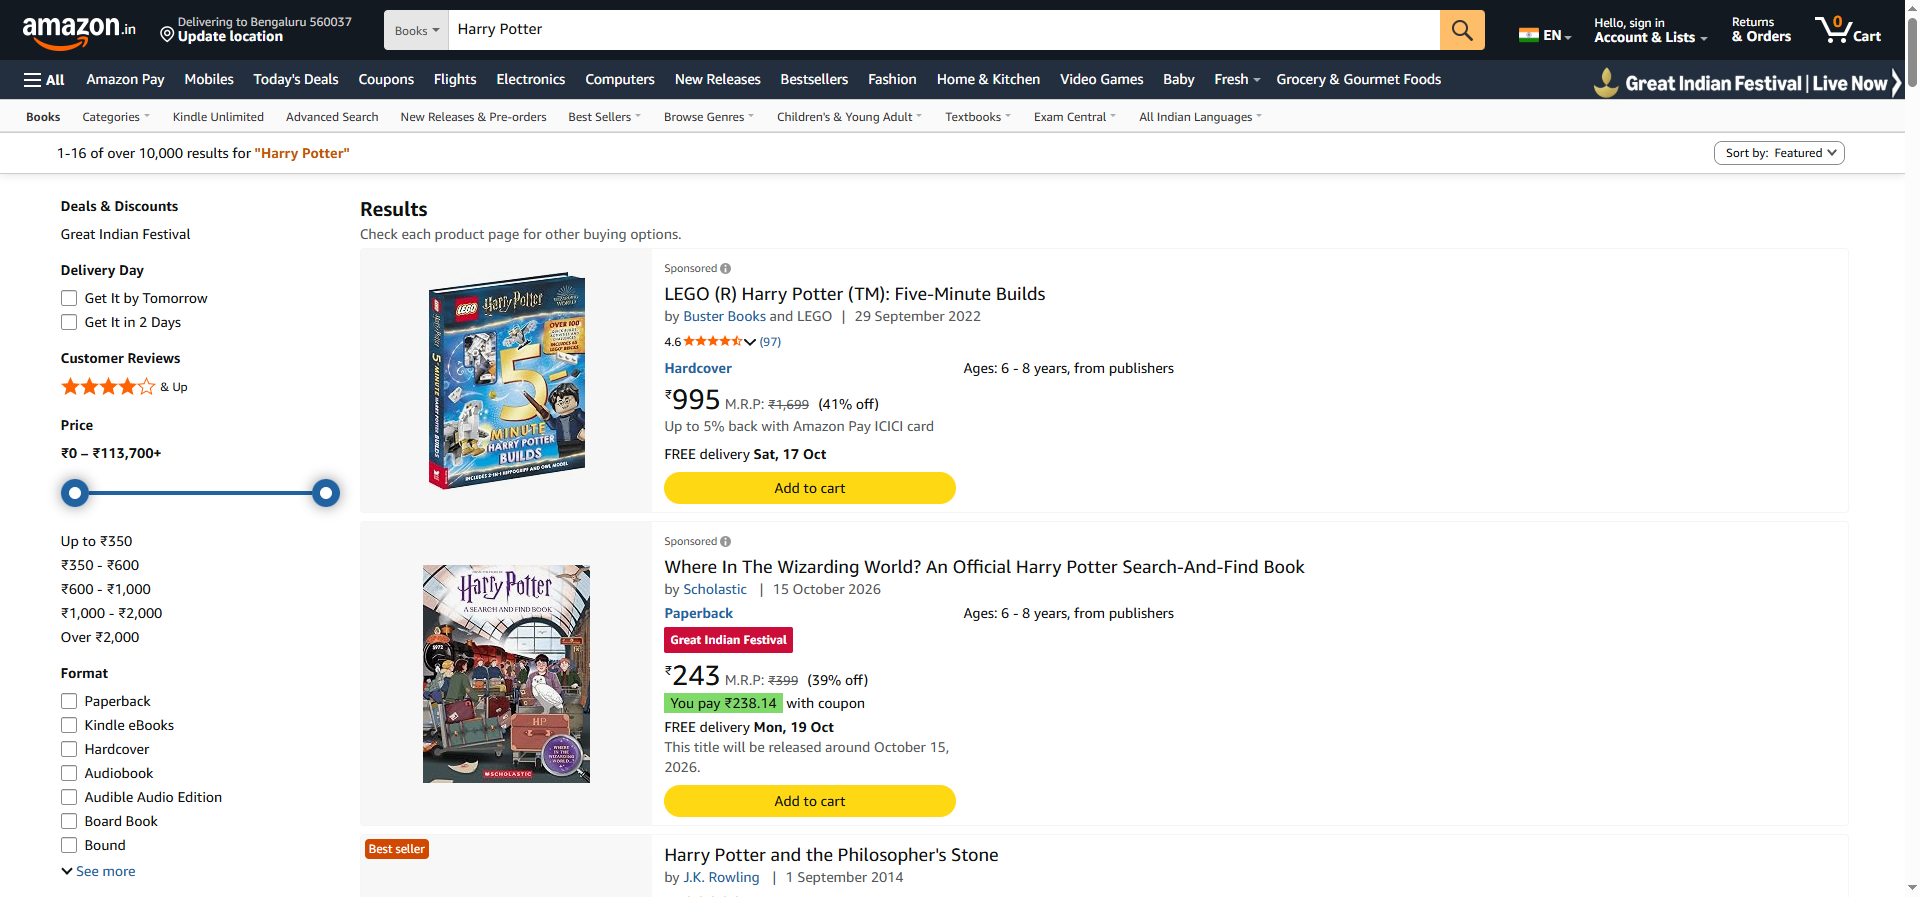 amazon.in
Delivering to Bengaluru 560037
Update location
Books
Harry Potter
EN
Hello, sign in
Account & Lists
Returns
& Orders
0
Cart
All
Amazon Pay
Mobiles
Today's Deals
Coupons
Flights
Electronics
Computers
New Releases
Bestsellers
Fashion
Home & Kitchen
Video Games
Baby
Fresh
Grocery & Gourmet Foods
Great Indian Festival | Live Now
Books
Categories
Kindle Unlimited
Advanced Search
New Releases & Pre-orders
Best Sellers
Browse Genres
Children's & Young Adult
Textbooks
Exam Central
All Indian Languages
1-16 of over 10,000 results for "Harry Potter"
Sort by: Featured
Deals & Discounts
Great Indian Festival
Delivery Day
Get It by Tomorrow
Get It in 2 Days
Customer Reviews
& Up
Price
₹0 – ₹113,700+
Up to ₹350
₹350 - ₹600
₹600 - ₹1,000
₹1,000 - ₹2,000
Over ₹2,000
Format
Paperback
Kindle eBooks
Hardcover
Audiobook
Audible Audio Edition
Board Book
Bound
See more
Results
Check each product page for other buying options.
LEGO
Harry Potter
OVER 100
5
MINUTE
HARRY POTTER
BUILDS
Sponsored
LEGO (R) Harry Potter (TM): Five-Minute Builds
by Buster Books and LEGO | 29 September 2022
4.6 (97)
Hardcover
Ages: 6 - 8 years, from publishers
₹995 M.R.P: ₹1,699 (41% off)
Up to 5% back with Amazon Pay ICICI card
FREE delivery Sat, 17 Oct
Add to cart
Harry Potter
A SEARCH AND FIND BOOK
HP
SCHOLASTIC
Sponsored
Where In The Wizarding World? An Official Harry Potter Search-And-Find Book
by Scholastic | 15 October 2026
Paperback
Ages: 6 - 8 years, from publishers
Great Indian Festival
₹243 M.R.P: ₹399 (39% off)
You pay ₹238.14 with coupon
FREE delivery Mon, 19 Oct
This title will be released around October 15,
2026.
Add to cart
Best seller
Harry Potter and the Philosopher's Stone
by J.K. Rowling | 1 September 2014